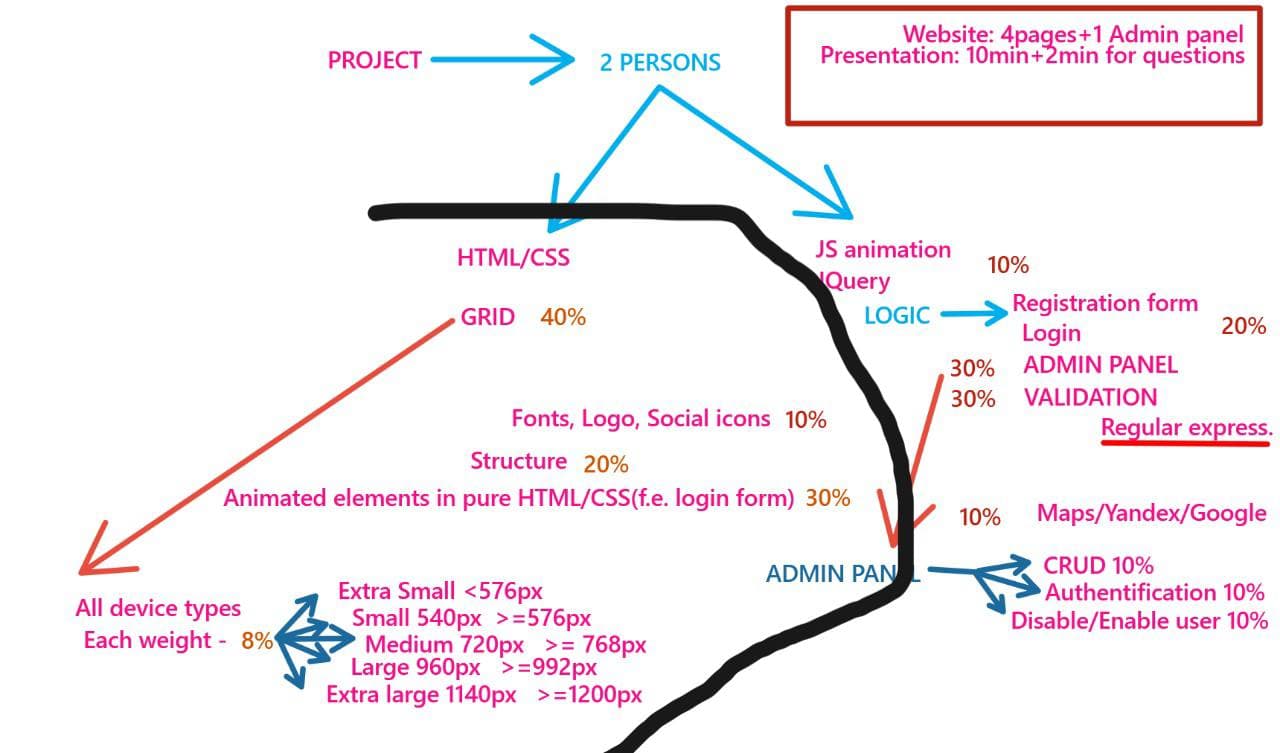 Website: 4pages+1 Admin panel
Presentation: 10min+2min for questions
PROJECT
2 PERSONS
HTML/CSS
GRID 40%
Fonts, Logo, Social icons 10%
Structure 20%
Animated elements in pure HTML/CSS(f.e. login form) 30%
All device types
Each weight - 8%
Extra Small <576px
Small 540px >=576px
Medium 720px >= 768px
Large 960px >=992px
Extra large 1140px >=1200px
JS animation
JQuery
10%
LOGIC
Registration form
Login
20%
30% ADMIN PANEL
30% VALIDATION
Regular express.
10% Maps/Yandex/Google
ADMIN PANEL
CRUD 10%
Authentification 10%
Disable/Enable user 10%